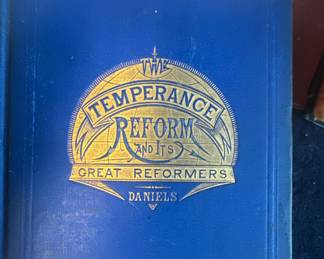 THE
TEMPERANCE
REFORM
AND ITS
GREAT REFORMERS
DANIELS